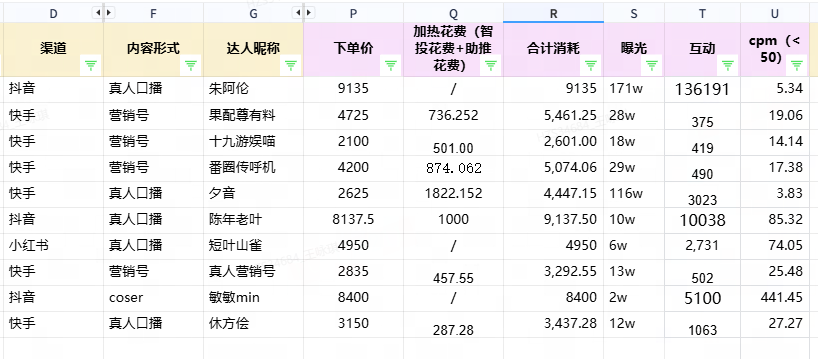 D F G P Q R S T U
渠道 内容形式 达人昵称 下单价 加热花费（智投花费+助推花费） 合计消耗 曝光 互动 cpm（<50）
抖音 真人口播 朱阿伦 9135 / 9135 171w 136191 5.34
快手 营销号 果配尊有料 4725 736.252 5,461.25 28w 375 19.06
快手 营销号 十九游娱喵 2100 501.00 2,601.00 18w 419 14.14
快手 营销号 番圈传呼机 4200 874.062 5,074.06 29w 490 17.38
快手 真人口播 夕音 2625 1822.152 4,447.15 116w 3023 3.83
抖音 真人口播 陈年老叶 8137.5 1000 9,137.50 10w 10038 85.32
小红书 真人口播 短叶山雀 4950 / 4950 6w 2,731 74.05
快手 营销号 真人营销号 2835 457.55 3,292.55 13w 502 25.48
抖音 coser 敏敏min 8400 / 8400 2w 5100 441.45
快手 真人口播 休方侩 3150 287.28 3,437.28 12w 1063 27.27